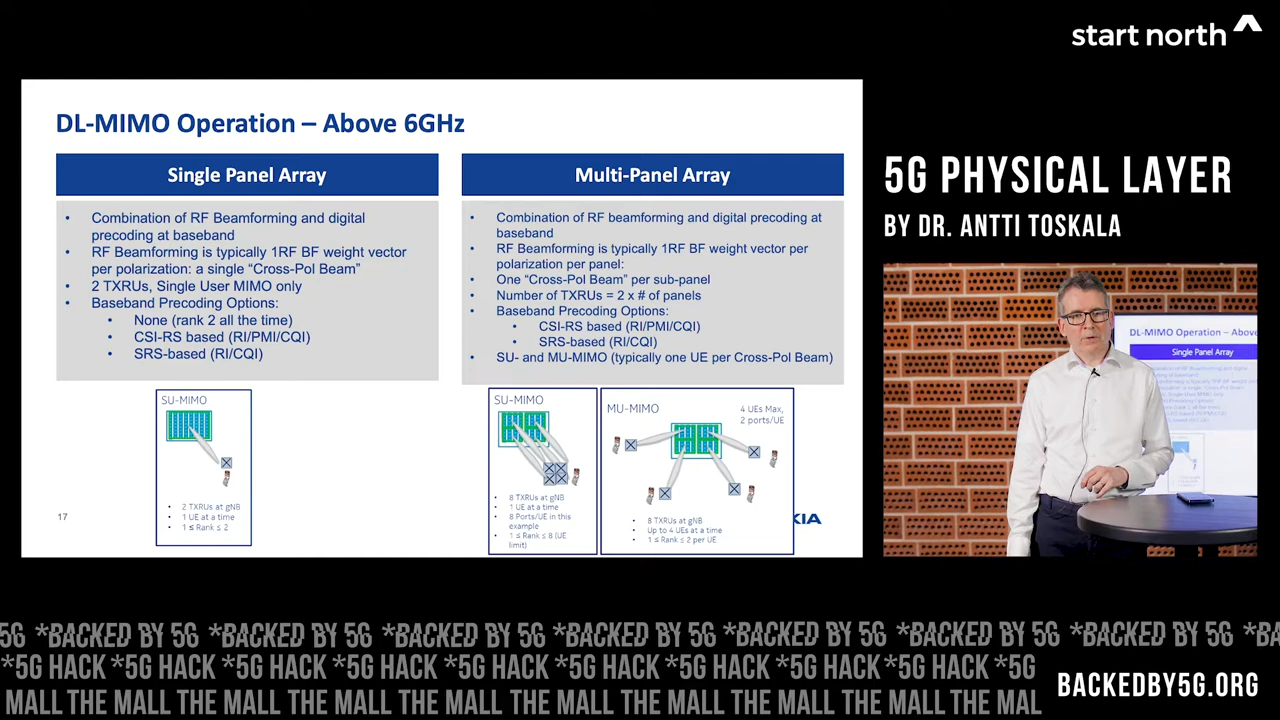 start north
DL-MIMO Operation – Above 6GHz
Single Panel Array
• Combination of RF Beamforming and digital
precoding at baseband
• RF Beamforming is typically 1RF BF weight vector
per polarization: a single “Cross-Pol Beam”
• 2 TXRUs, Single User MIMO only
• Baseband Precoding Options:
• None (rank 2 all the time)
• CSI-RS based (RI/PMI/CQI)
• SRS-based (RI/CQI)
SU-MIMO
• 2 TXRUs at gNB
• 1 UE at a time
• 1 ≤ Rank ≤ 2
17
Multi-Panel Array
• Combination of RF beamforming and digital precoding at
baseband
• RF Beamforming is typically 1RF BF weight vector per
polarization per panel:
• One “Cross-Pol Beam” per sub-panel
• Number of TXRUs = 2 x # of panels
• Baseband Precoding Options:
• CSI-RS based (RI/PMI/CQI)
• SRS-based (RI/CQI)
• SU- and MU-MIMO (typically one UE per Cross-Pol Beam)
SU-MIMO
• 8 TXRUs at gNB
• 1 UE at a time
• 8 Ports/UE in this
example
• 1 ≤ Rank ≤ 8 (UE
limit)
MU-MIMO
4 UEs Max,
2 ports/UE
• 8 TXRUs at gNB
• Up to 4 UEs at a time
• 1 ≤ Rank ≤ 2 per UE
KIA
5G PHYSICAL LAYER
BY DR. ANTTI TOSKALA
DL-MIMO Operation – Above
Single Panel Array
5G *BACKED BY 5G *BACKED BY 5G *BACKED BY 5G *BACKED BY 5G *BACKED BY 5G *BACKED BY 5G *BACKED BY 5G
*5G HACK *5G HACK *5G HACK *5G HACK *5G HACK *5G HACK *5G HACK *5G HACK *5G HACK *5G
MALL THE MALL THE MALL THE MALL THE MALL THE MALL THE MALL THE MALL THE MALL THE MAL
BACKEDBY5G.ORG